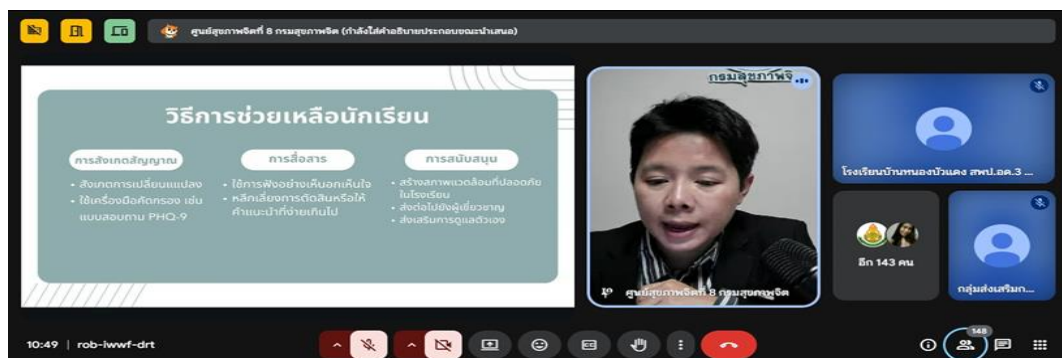 ศูนย์สุขภาพจิตที่ 8 กรมสุขภาพจิต (กำลังใส่คำอธิบายประกอบขณะนำเสนอ)
วิธีการช่วยเหลือนักเรียน
การสังเกตสัญญาณ
• สังเกตการเปลี่ยนแปลง
• ใช้เครื่องมือคัดกรอง เช่น
แบบสอบถาม PHQ-9
การสื่อสาร
• ใช้การฟังอย่างเห็นอกเห็นใจ
• หลีกเลี่ยงการตัดสินหรือให้
คำแนะนำที่ง่ายเกินไป
การสนับสนุน
• สร้างสภาพแวดล้อมที่ปลอดภัย
ในโรงเรียน
• ส่งต่อไปยังผู้เชี่ยวชาญ
• ส่งเสริมการดูแลตัวเอง
กรมสุขภาพจิ
ศูนย์สุขภาพจิตที่ 8 กรมสุขภาพจิต
โรงเรียนบ้านหนองบัวแดง สพป.อด.3 ...
อีก 143 คน
กลุ่มส่งเสริมก...
10:49 | rob-iwwf-drt
148